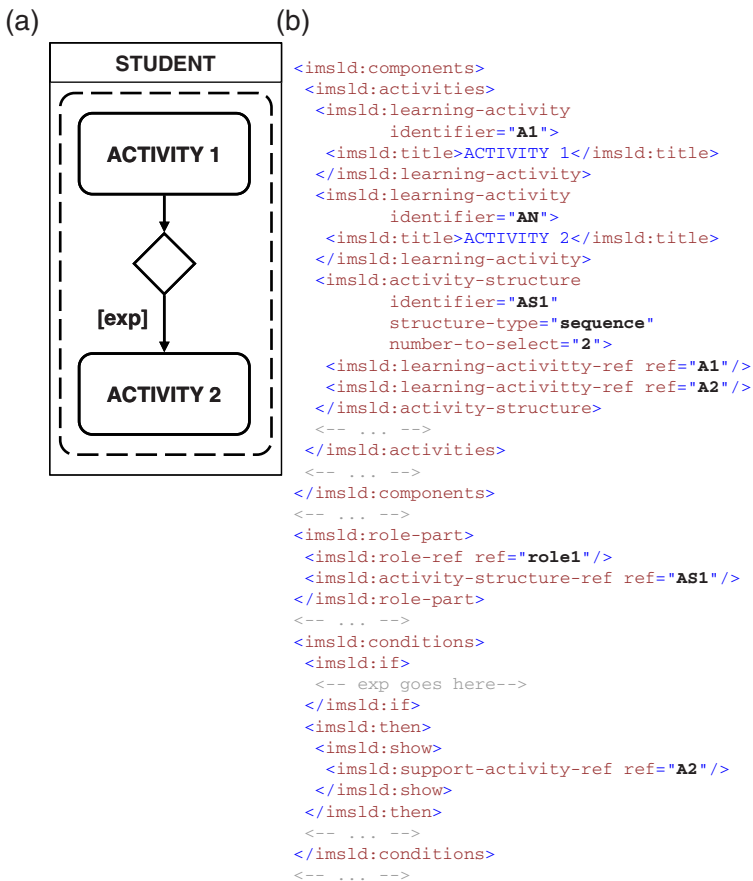 (a)
STUDENT
ACTIVITY 1
[exp]
ACTIVITY 2
(b)
<imsld:components>
<imsld:activities>
<imsld:learning-activity
identifier="A1">
<imsld:title>ACTIVITY 1</imsld:title>
</imsld:learning-activity>
<imsld:learning-activity
identifier="AN">
<imsld:title>ACTIVITY 2</imsld:title>
</imsld:learning-activity>
<imsld:activity-structure
identifier="AS1"
structure-type="sequence"
number-to-select="2">
<imsld:learning-activitty-ref ref="A1"/>
<imsld:learning-activitty-ref ref="A2"/>
</imsld:activity-structure>
<-- ... -->
</imsld:activities>
<-- ... -->
</imsld:components>
<-- ... -->
<imsld:role-part>
<imsld:role-ref ref="role1"/>
<imsld:activity-structure-ref ref="AS1"/>
</imsld:role-part>
<-- ... -->
<imsld:conditions>
<imsld:if>
<-- exp goes here-->
</imsld:if>
<imsld:then>
<imsld:show>
<imsld:support-activity-ref ref="A2"/>
</imsld:show>
</imsld:then>
<-- ... -->
</imsld:conditions>
<-- ... -->